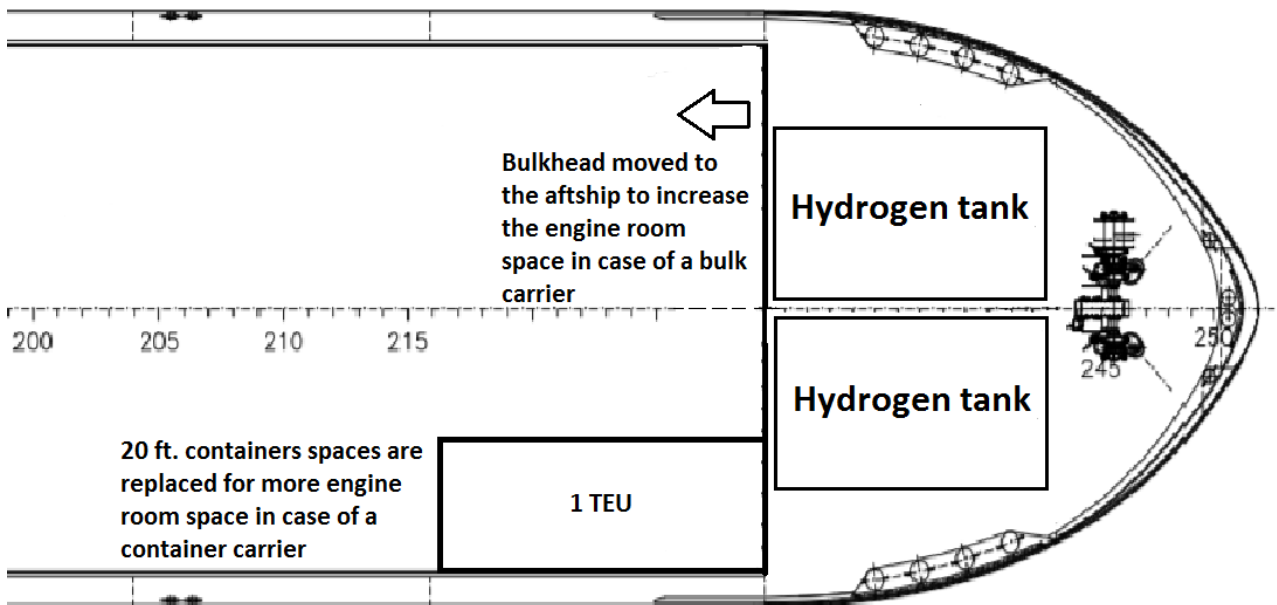 Bulkhead moved to
the aftship to increase
the engine room
space in case of a bulk
carrier
Hydrogen tank
200
205
210
215
245
250
Hydrogen tank
20 ft. containers spaces are
replaced for more engine
room space in case of a
container carrier
1 TEU